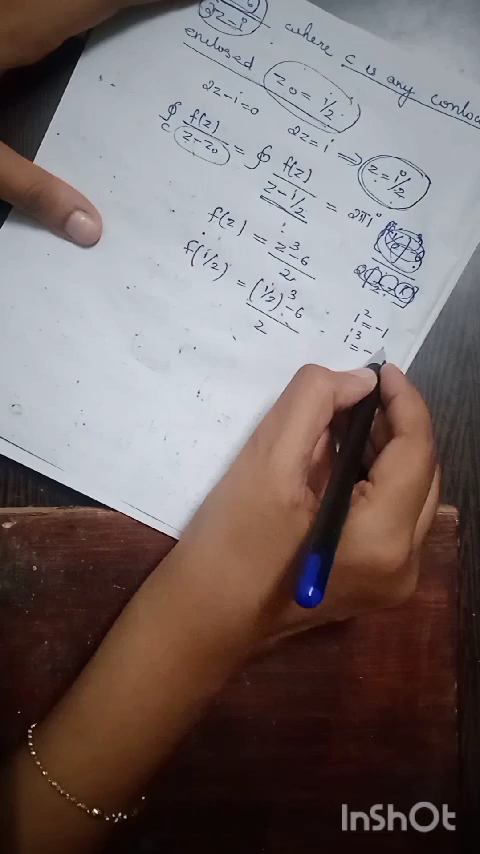 2z-i . where c is any contou
enclosed z₀ = i/2.
2z-i=0
2z=i ⇒ z=i/2
∮c f(z)/z-z₀ = ∮ f(z)/z-i/2 = 2πi
f(z) = z³-6/2
f(i/2) = (i/2)³-6/2
i²=-1
i³=-
InShOt